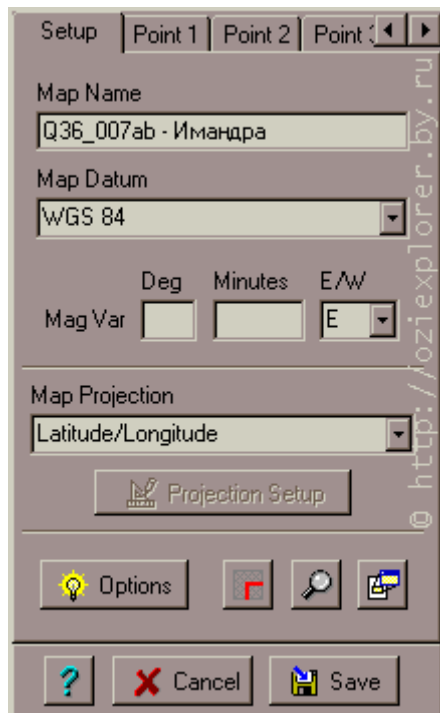 Setup Point 1 Point 2 Point
Map Name
Q36_007ab - Имандра
Map Datum
WGS 84
Deg Minutes E/W
Mag Var E
Map Projection
Latitude/Longitude
Projection Setup
Options
? Cancel Save
© http://oziexplorer.by.ru